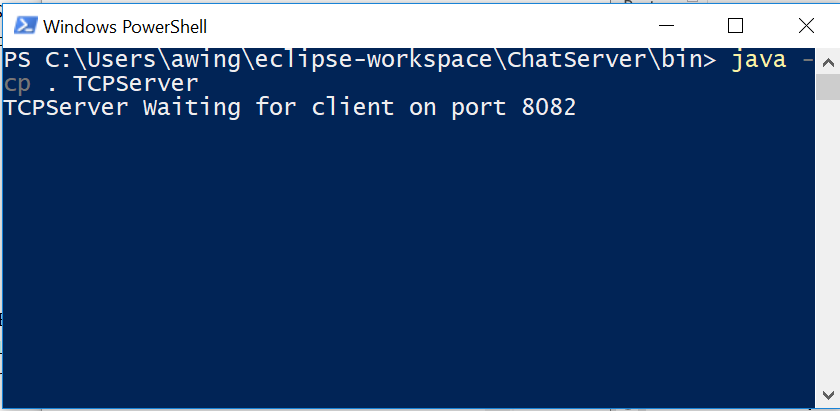 Windows PowerShell
PS C:\Users\awing\eclipse-workspace\ChatServer\bin> java -
cp . TCPServer
TCPServer Waiting for client on port 8082